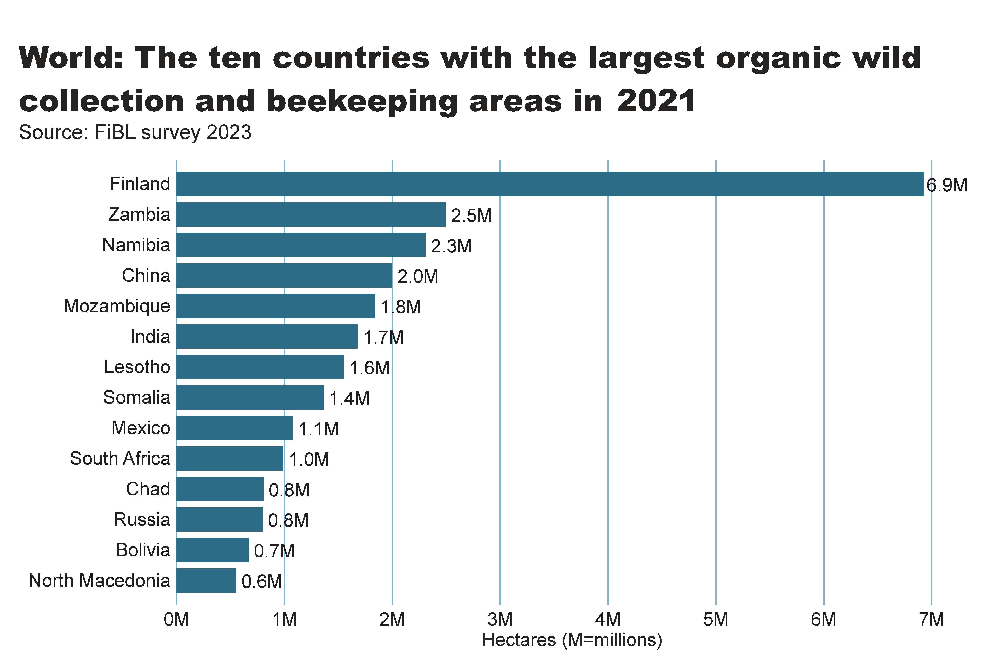 World: The ten countries with the largest organic wild
collection and beekeeping areas in 2021
Source: FiBL survey 2023
Finland 6.9M
Zambia 2.5M
Namibia 2.3M
China 2.0M
Mozambique 1.8M
India 1.7M
Lesotho 1.6M
Somalia 1.4M
Mexico 1.1M
South Africa 1.0M
Chad 0.8M
Russia 0.8M
Bolivia 0.7M
North Macedonia 0.6M
0M 1M 2M 3M 4M 5M 6M 7M
Hectares (M=millions)